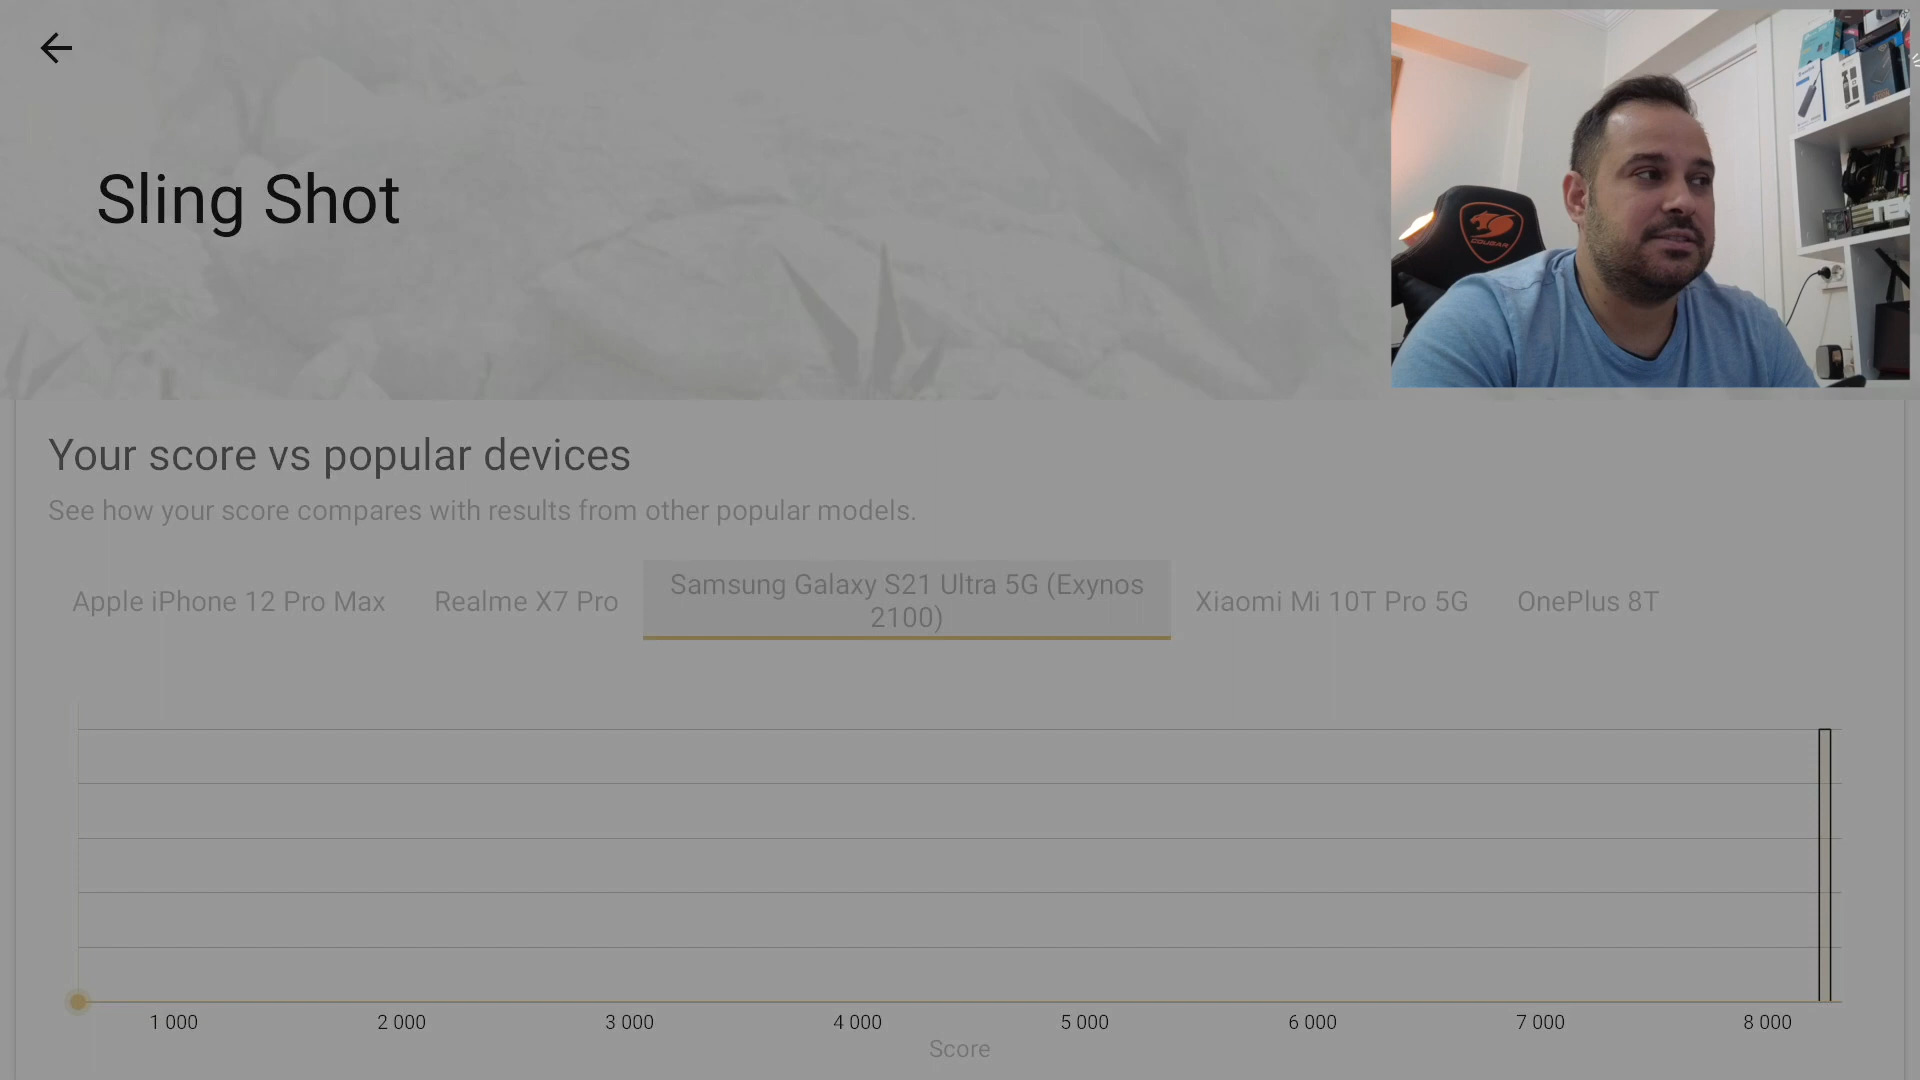 Sling Shot
COUGAR
Your score vs popular devices
See how your score compares with results from other popular models.
Apple iPhone 12 Pro Max
Realme X7 Pro
Samsung Galaxy S21 Ultra 5G (Exynos
2100)
Xiaomi Mi 10T Pro 5G
OnePlus 8T
1 000 2 000 3 000 4 000 5 000 6 000 7 000 8 000
Score